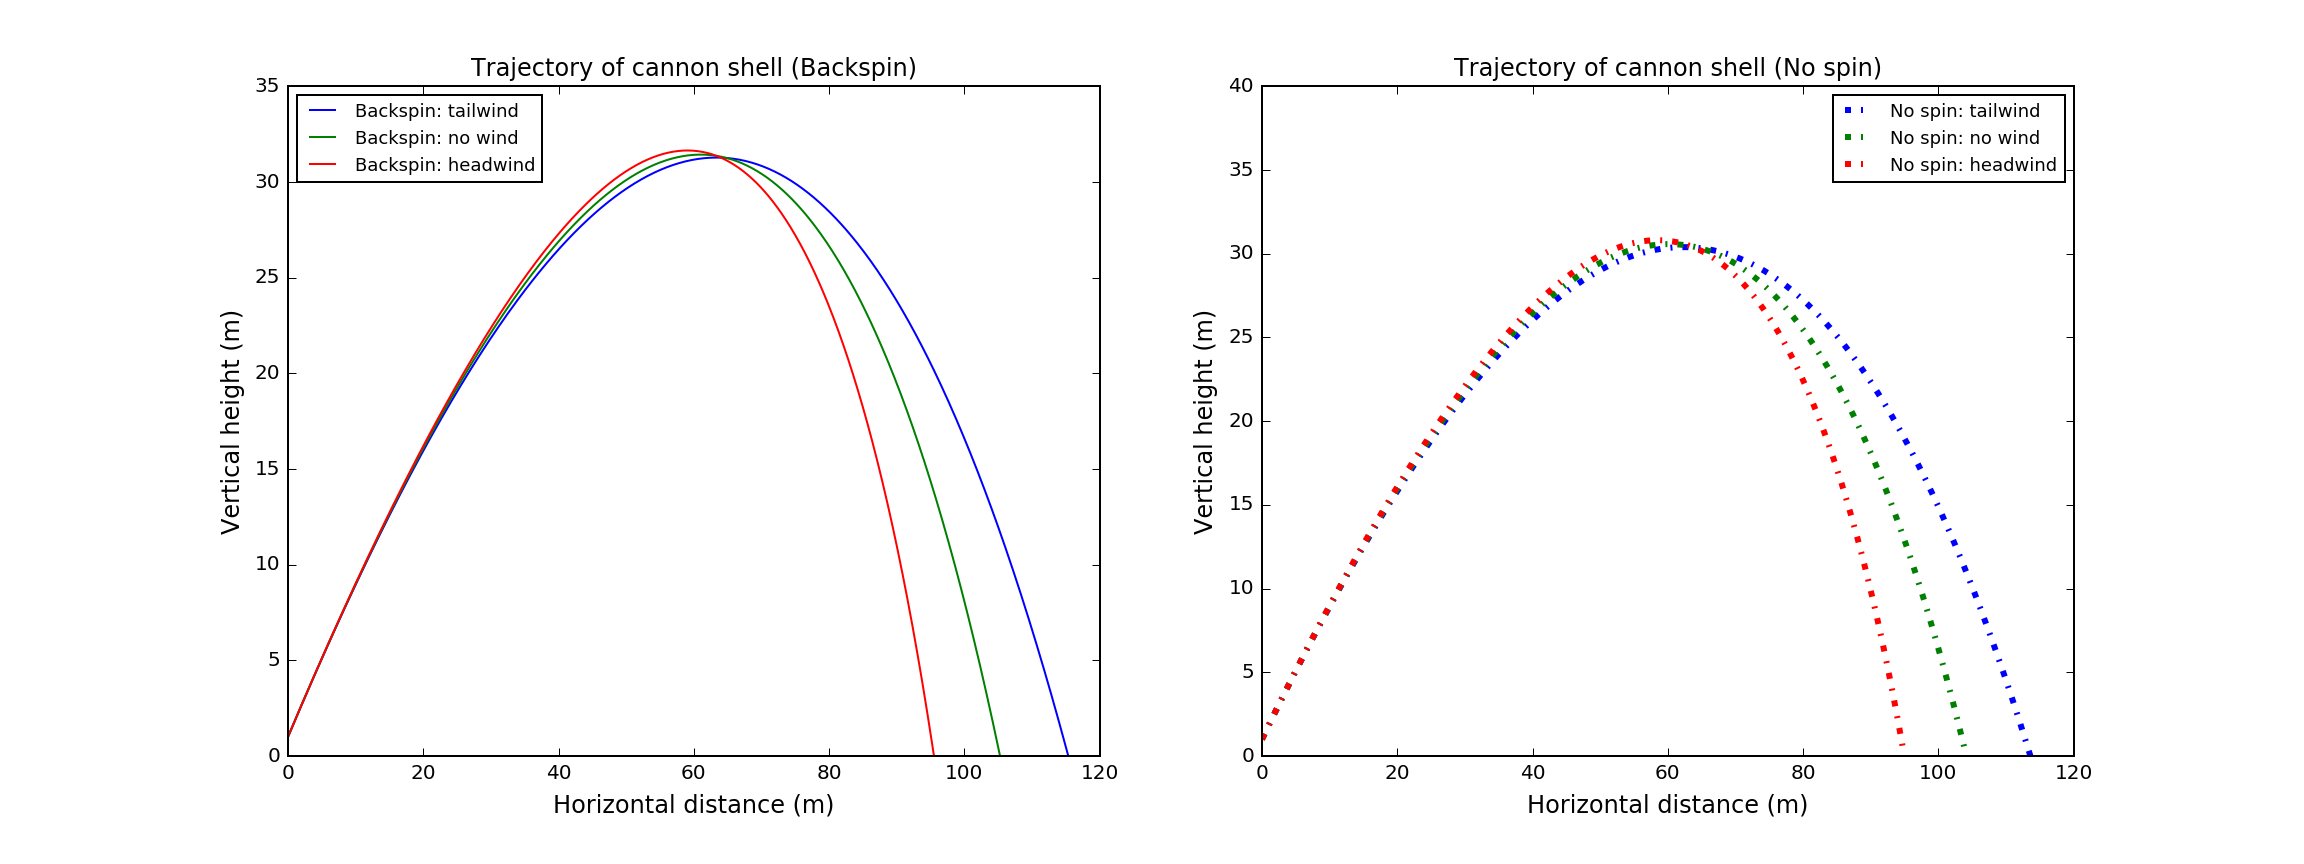 Trajectory of cannon shell (Backspin)
35
30
25
20
15
10
5
0
Vertical height (m)
Backspin: tailwind
Backspin: no wind
Backspin: headwind
0 20 40 60 80 100 120
Horizontal distance (m)
Trajectory of cannon shell (No spin)
40
35
30
25
20
15
10
5
0
Vertical height (m)
No spin: tailwind
No spin: no wind
No spin: headwind
0 20 40 60 80 100 120
Horizontal distance (m)